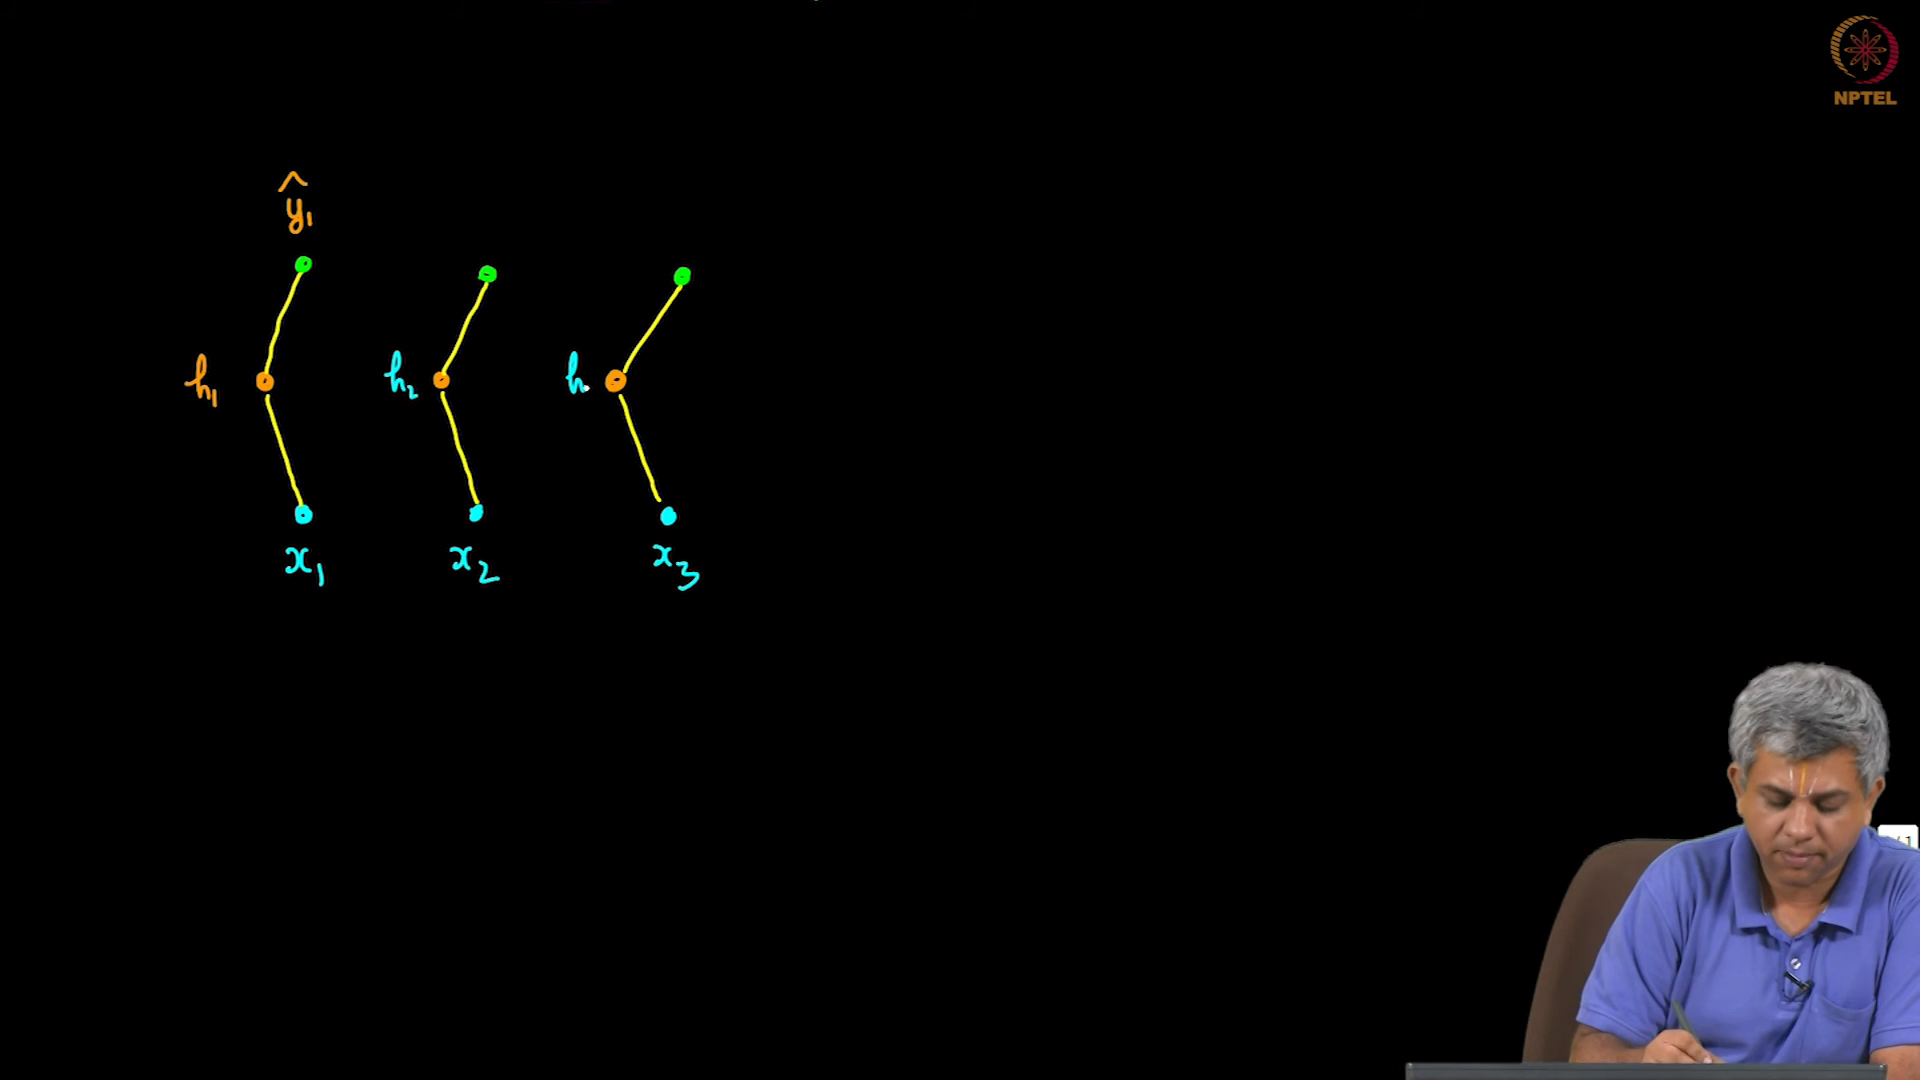 NPTEL
ŷ₁
h₁ h₂ h
x₁ x₂ x₃